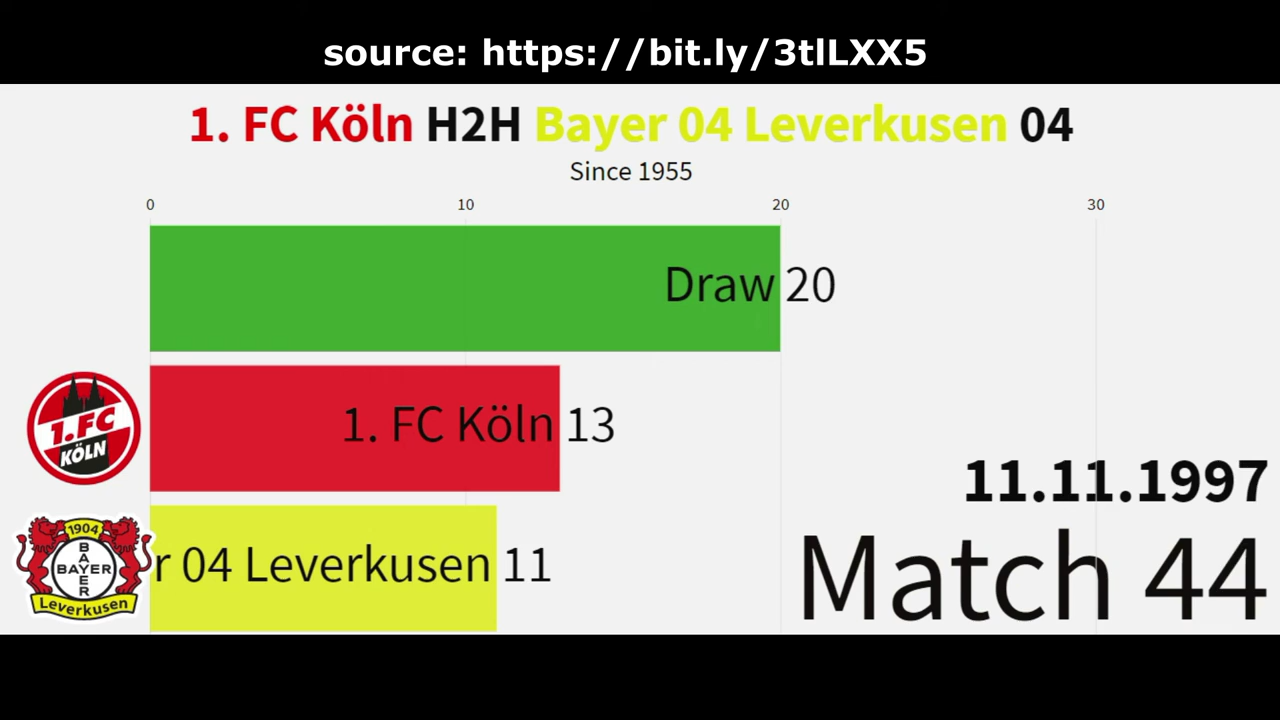 source: https://bit.ly/3tlLXX5
1. FC Köln H2H Bayer 04 Leverkusen 04
Since 1955
0 10 20 30
Draw 20
1. FC KÖLN
1. FC Köln 13
11.11.1997
1904
BAYER
BAYER
Leverkusen
r 04 Leverkusen 11
Match 44